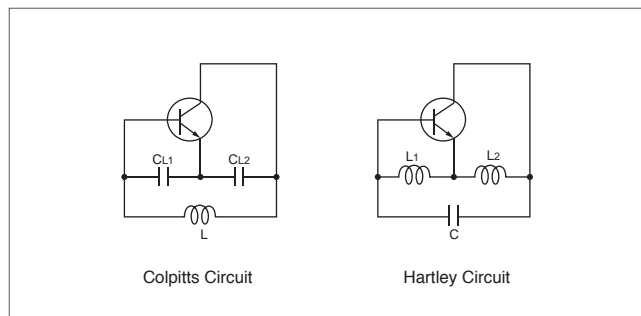 CL1
CL2
L
Colpitts Circuit
L1
L2
C
Hartley Circuit